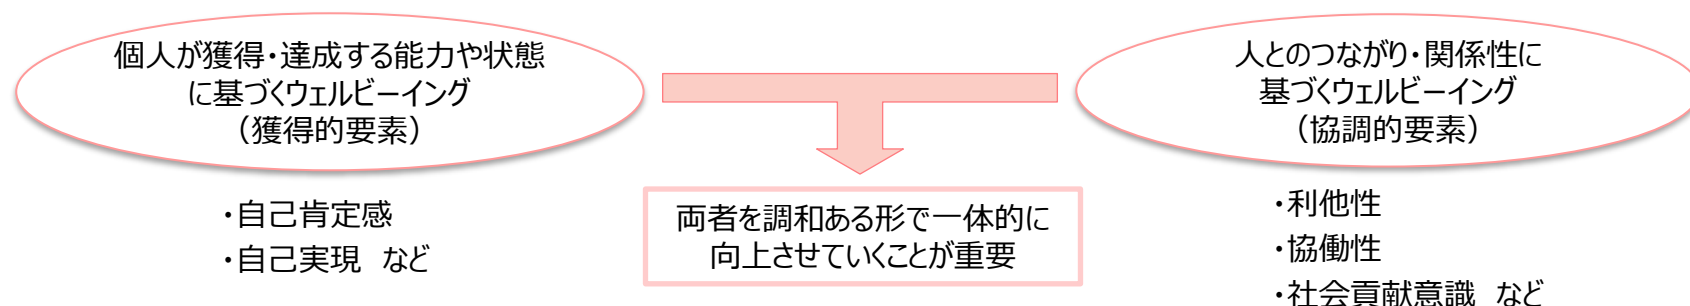 個人が獲得・達成する能力や状態
に基づくウェルビーイング
（獲得的要素）
・自己肯定感
・自己実現　など
両者を調和ある形で一体的に
向上させていくことが重要
人とのつながり・関係性に
基づくウェルビーイング
（協調的要素）
・利他性
・協働性
・社会貢献意識　など